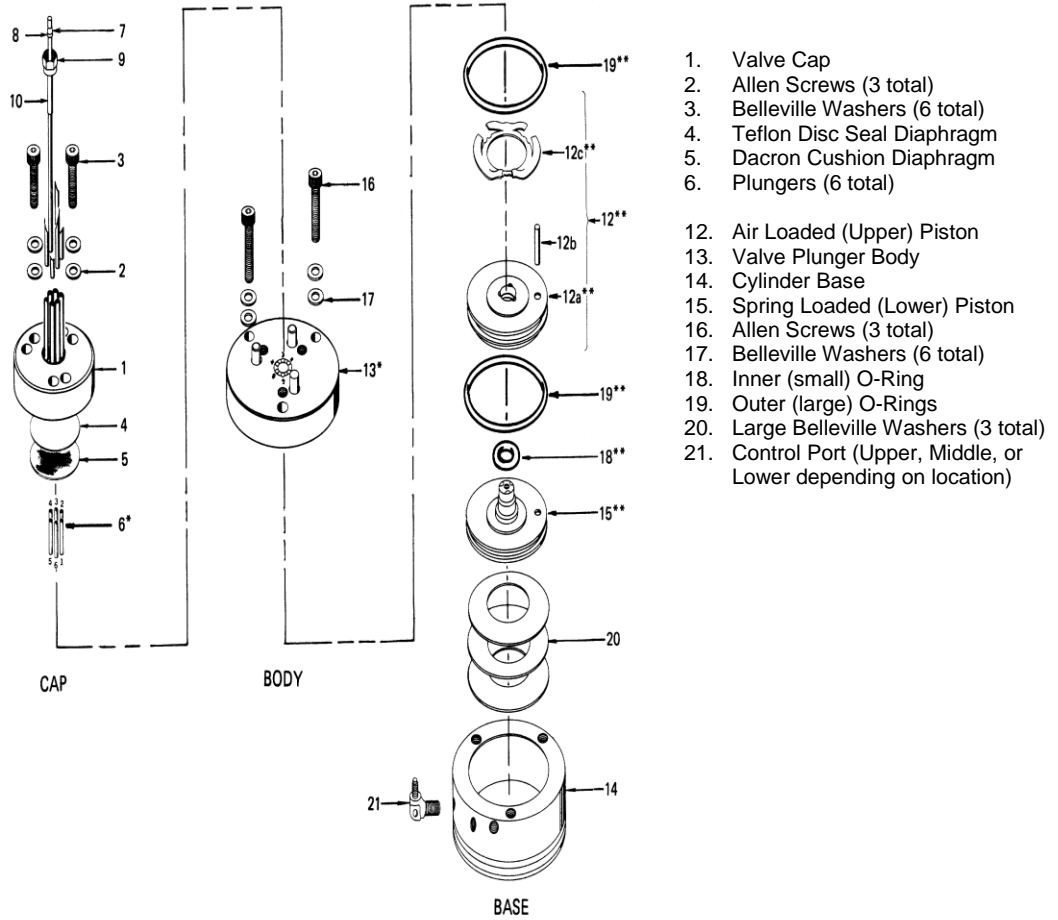 8
7
9
10
3
2
1
4
5
4 3 2
6*
5 6 1
CAP
16
17
13*
BODY
19**
12c**
12**
12b
12a**
19**
18**
15**
20
21
14
BASE
1. Valve Cap
2. Allen Screws (3 total)
3. Belleville Washers (6 total)
4. Teflon Disc Seal Diaphragm
5. Dacron Cushion Diaphragm
6. Plungers (6 total)
12. Air Loaded (Upper) Piston
13. Valve Plunger Body
14. Cylinder Base
15. Spring Loaded (Lower) Piston
16. Allen Screws (3 total)
17. Belleville Washers (6 total)
18. Inner (small) O-Ring
19. Outer (large) O-Rings
20. Large Belleville Washers (3 total)
21. Control Port (Upper, Middle, or
Lower depending on location)